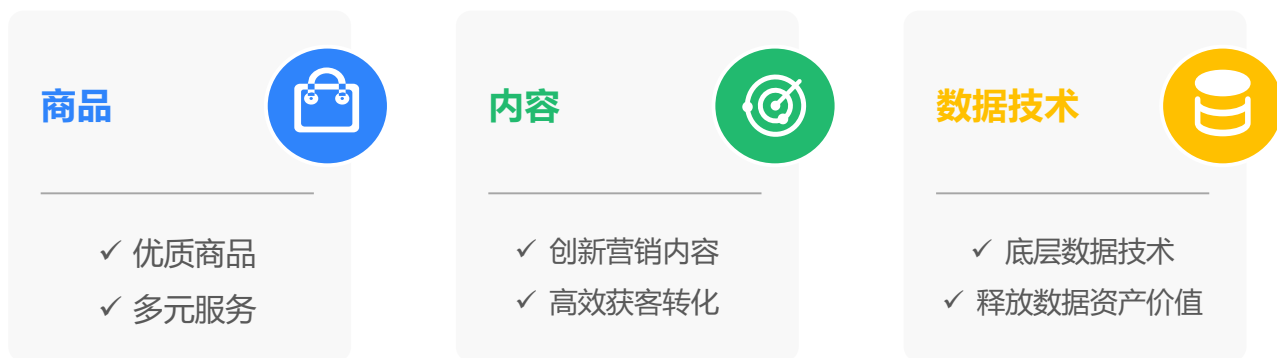 商品
✓ 优质商品
✓ 多元服务
内容
✓ 创新营销内容
✓ 高效获客转化
数据技术
✓ 底层数据技术
✓ 释放数据资产价值